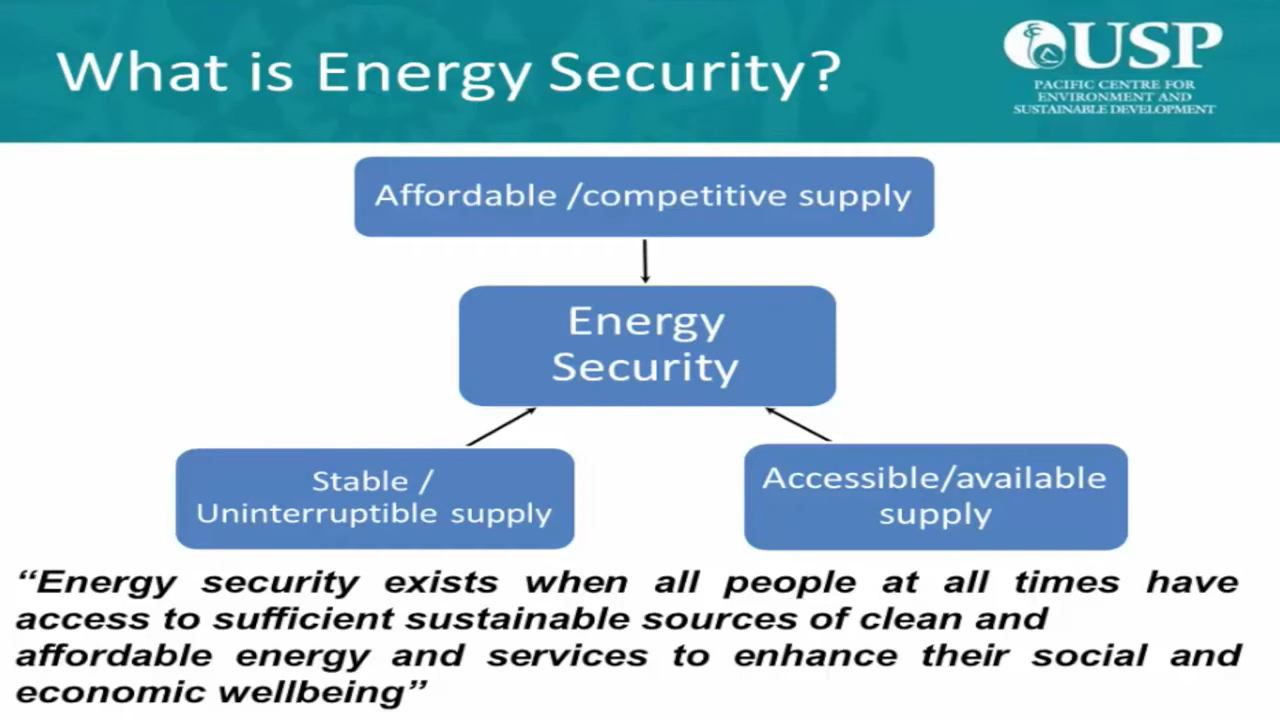 What is Energy Security?
USP
PACIFIC CENTRE FOR
ENVIRONMENT AND
SUSTAINABLE DEVELOPMENT
Affordable /competitive supply
Energy
Security
Stable /
Uninterruptible supply
Accessible/available
supply
“Energy security exists when all people at all times have
access to sufficient sustainable sources of clean and
affordable energy and services to enhance their social and
economic wellbeing”